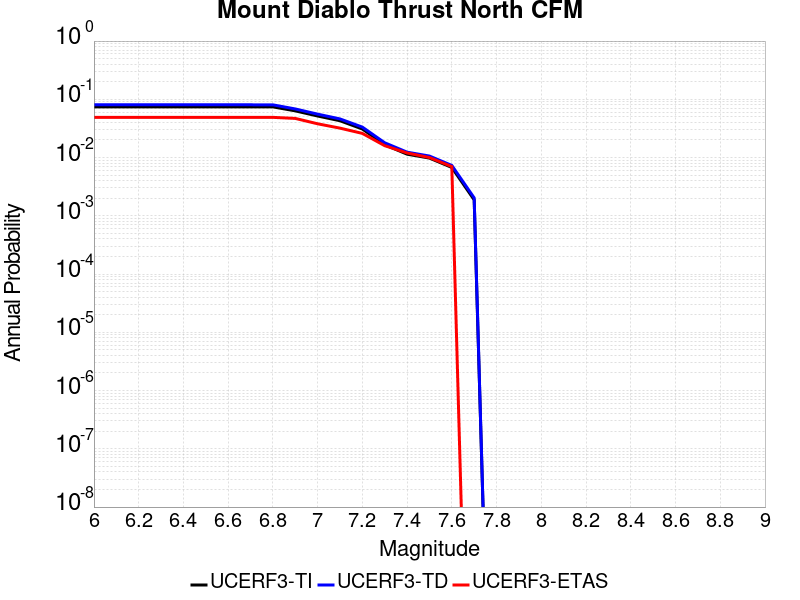 Mount Diablo Thrust North CFM
10^0
10^-1
10^-2
10^-3
10^-4
10^-5
10^-6
10^-7
10^-8
Annual Probability
6 6.2 6.4 6.6 6.8 7 7.2 7.4 7.6 7.8 8 8.2 8.4 8.6 8.8 9
Magnitude
UCERF3-TI UCERF3-TD UCERF3-ETAS